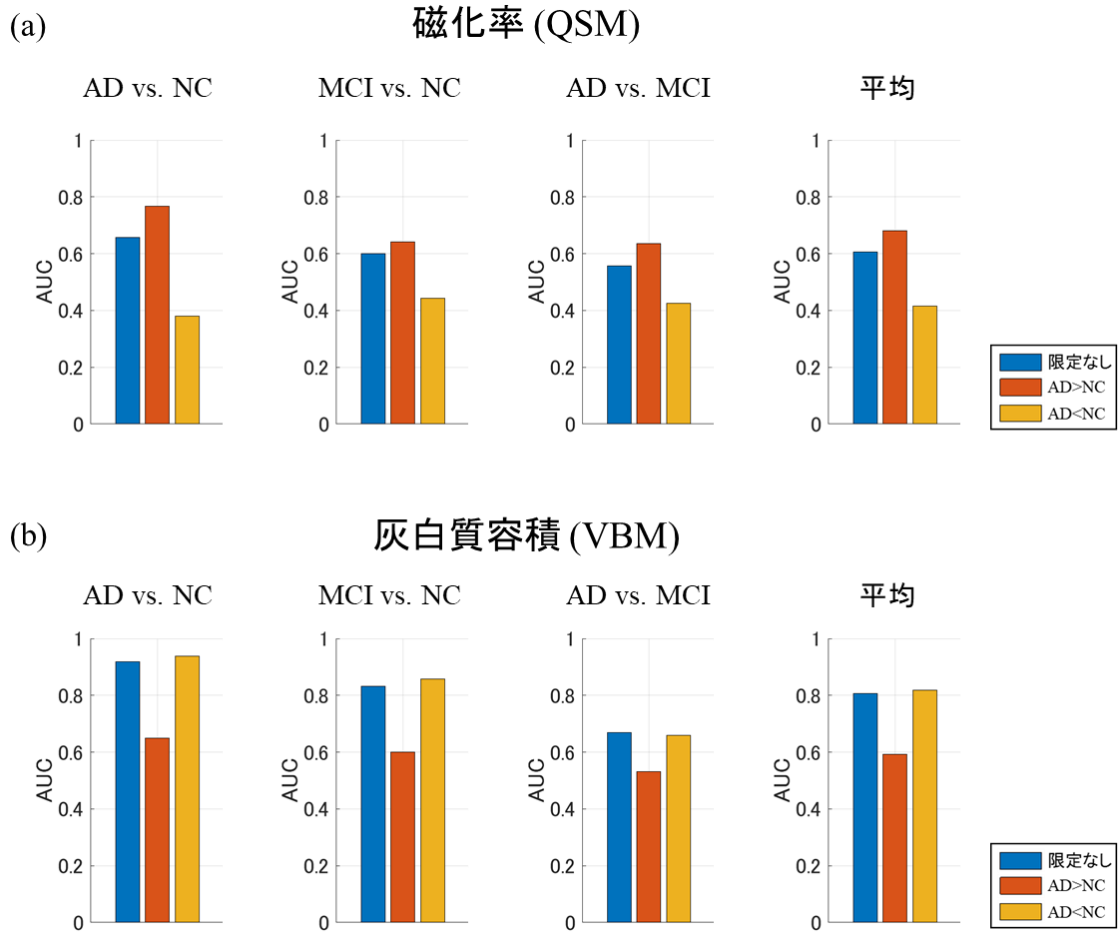 (a)
磁化率 (QSM)
AD vs. NC
MCI vs. NC
AD vs. MCI
平均
1
0.8
0.6
0.4
0.2
0
AUC
1
0.8
0.6
0.4
0.2
0
AUC
1
0.8
0.6
0.4
0.2
0
AUC
1
0.8
0.6
0.4
0.2
0
AUC
限定なし
AD>NC
AD<NC
(b)
灰白質容積 (VBM)
AD vs. NC
MCI vs. NC
AD vs. MCI
平均
1
0.8
0.6
0.4
0.2
0
AUC
1
0.8
0.6
0.4
0.2
0
AUC
1
0.8
0.6
0.4
0.2
0
AUC
1
0.8
0.6
0.4
0.2
0
AUC
限定なし
AD>NC
AD<NC